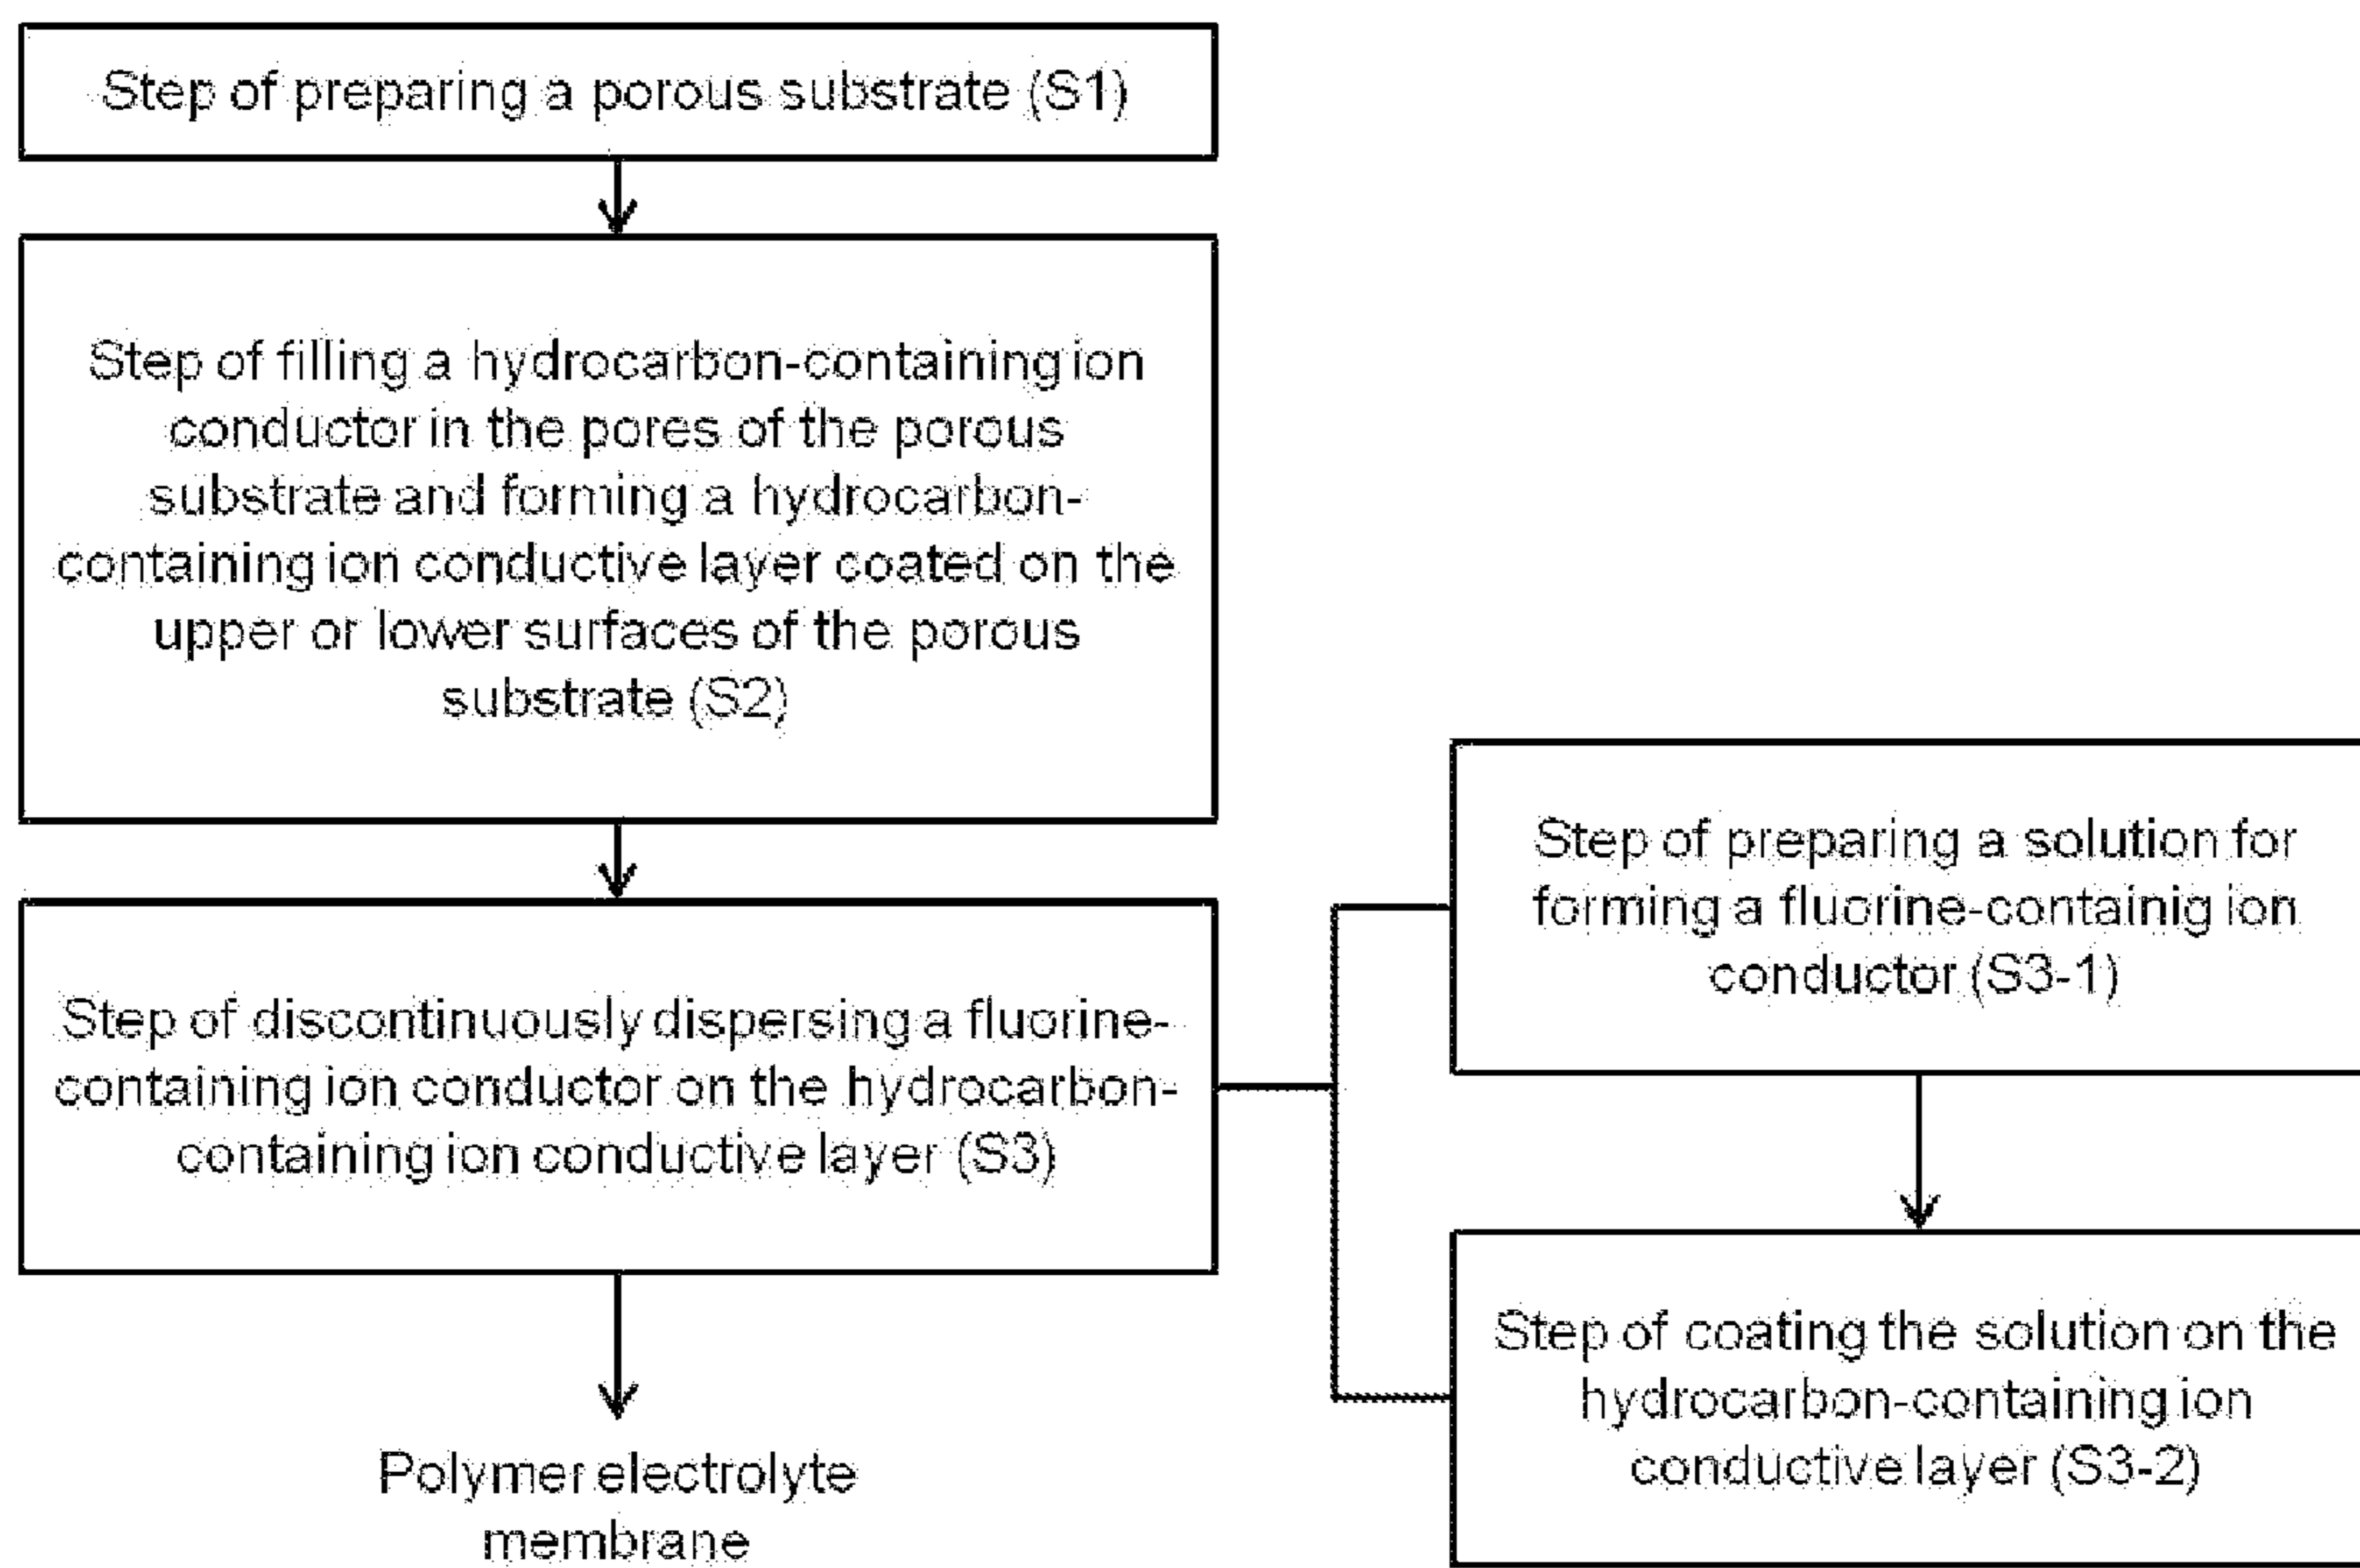 Step of preparing a porous substrate (S1)
Step of filling a hydrocarbon-containing ion
conductor in the pores of the porous
substrate and forming a hydrocarbon-
containing ion conductive layer coated on the
upper or lower surfaces of the porous
substrate (S2)
Step of discontinuously dispersing a fluorine-
containing ion conductor on the hydrocarbon-
containing ion conductive layer (S3)
Polymer electrolyte
membrane
Step of preparing a solution for
forming a fluorine-containig ion
conductor (S3-1)
Step of coating the solution on the
hydrocarbon-containing ion
conductive layer (S3-2)